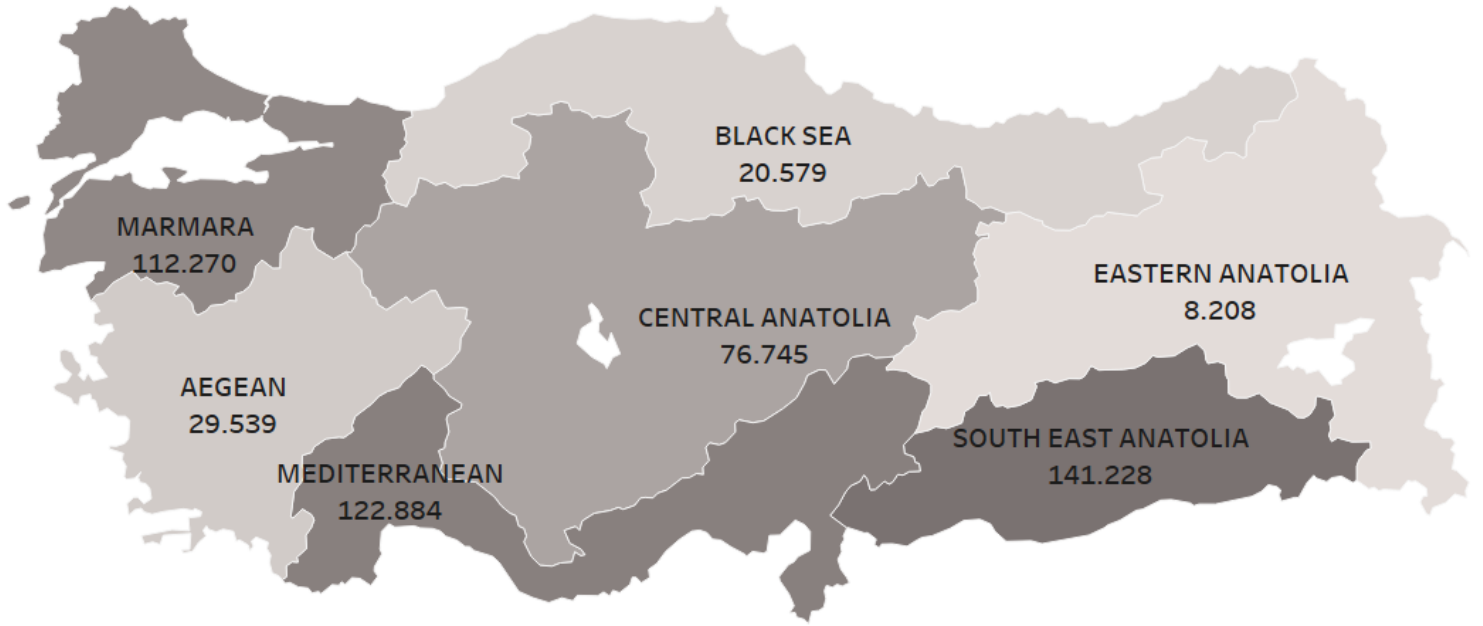 BLACK SEA
20.579
MARMARA
112.270
EASTERN ANATOLIA
8.208
CENTRAL ANATOLIA
76.745
AEGEAN
29.539
SOUTH EAST ANATOLIA
141.228
MEDITERRANEAN
122.884